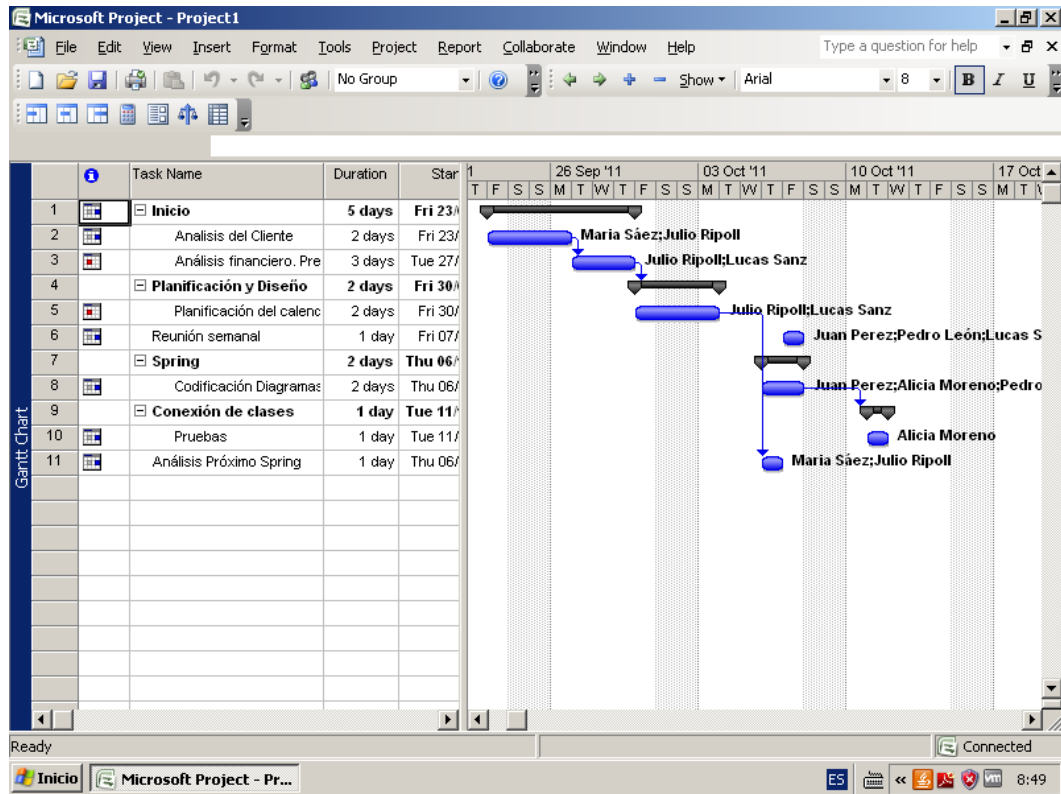 Microsoft Project - Project1
File Edit View Insert Format Tools Project Report Collaborate Window Help Type a question for help
No Group Show Arial 8 B I U
Task Name Duration Star 1 26 Sep '11 03 Oct '11 10 Oct '11 17 Oct
T F S S M T W T F S S M T W T F S S M T W T F S S M T
1 Inicio 5 days Fri 23/
2 Analisis del Cliente 2 days Fri 23/ Maria Sáez;Julio Ripoll
3 Análisis financiero. Pre 3 days Tue 27/ Julio Ripoll;Lucas Sanz
4 Planificación y Diseño 2 days Fri 30/
5 Planificación del calenc 2 days Fri 30/ Julio Ripoll;Lucas Sanz
6 Reunión semanal 1 day Fri 07/ Juan Perez;Pedro León;Lucas S
7 Spring 2 days Thu 06/
8 Codificación Diagramas 2 days Thu 06/ Juan Perez;Alicia Moreno;Pedro
9 Conexión de clases 1 day Tue 11/
10 Pruebas 1 day Tue 11/ Alicia Moreno
11 Análisis Próximo Spring 1 day Thu 06/ Maria Sáez;Julio Ripoll
Gantt Chart
Ready Connected
Inicio Microsoft Project - Pr... ES « vm 8:49